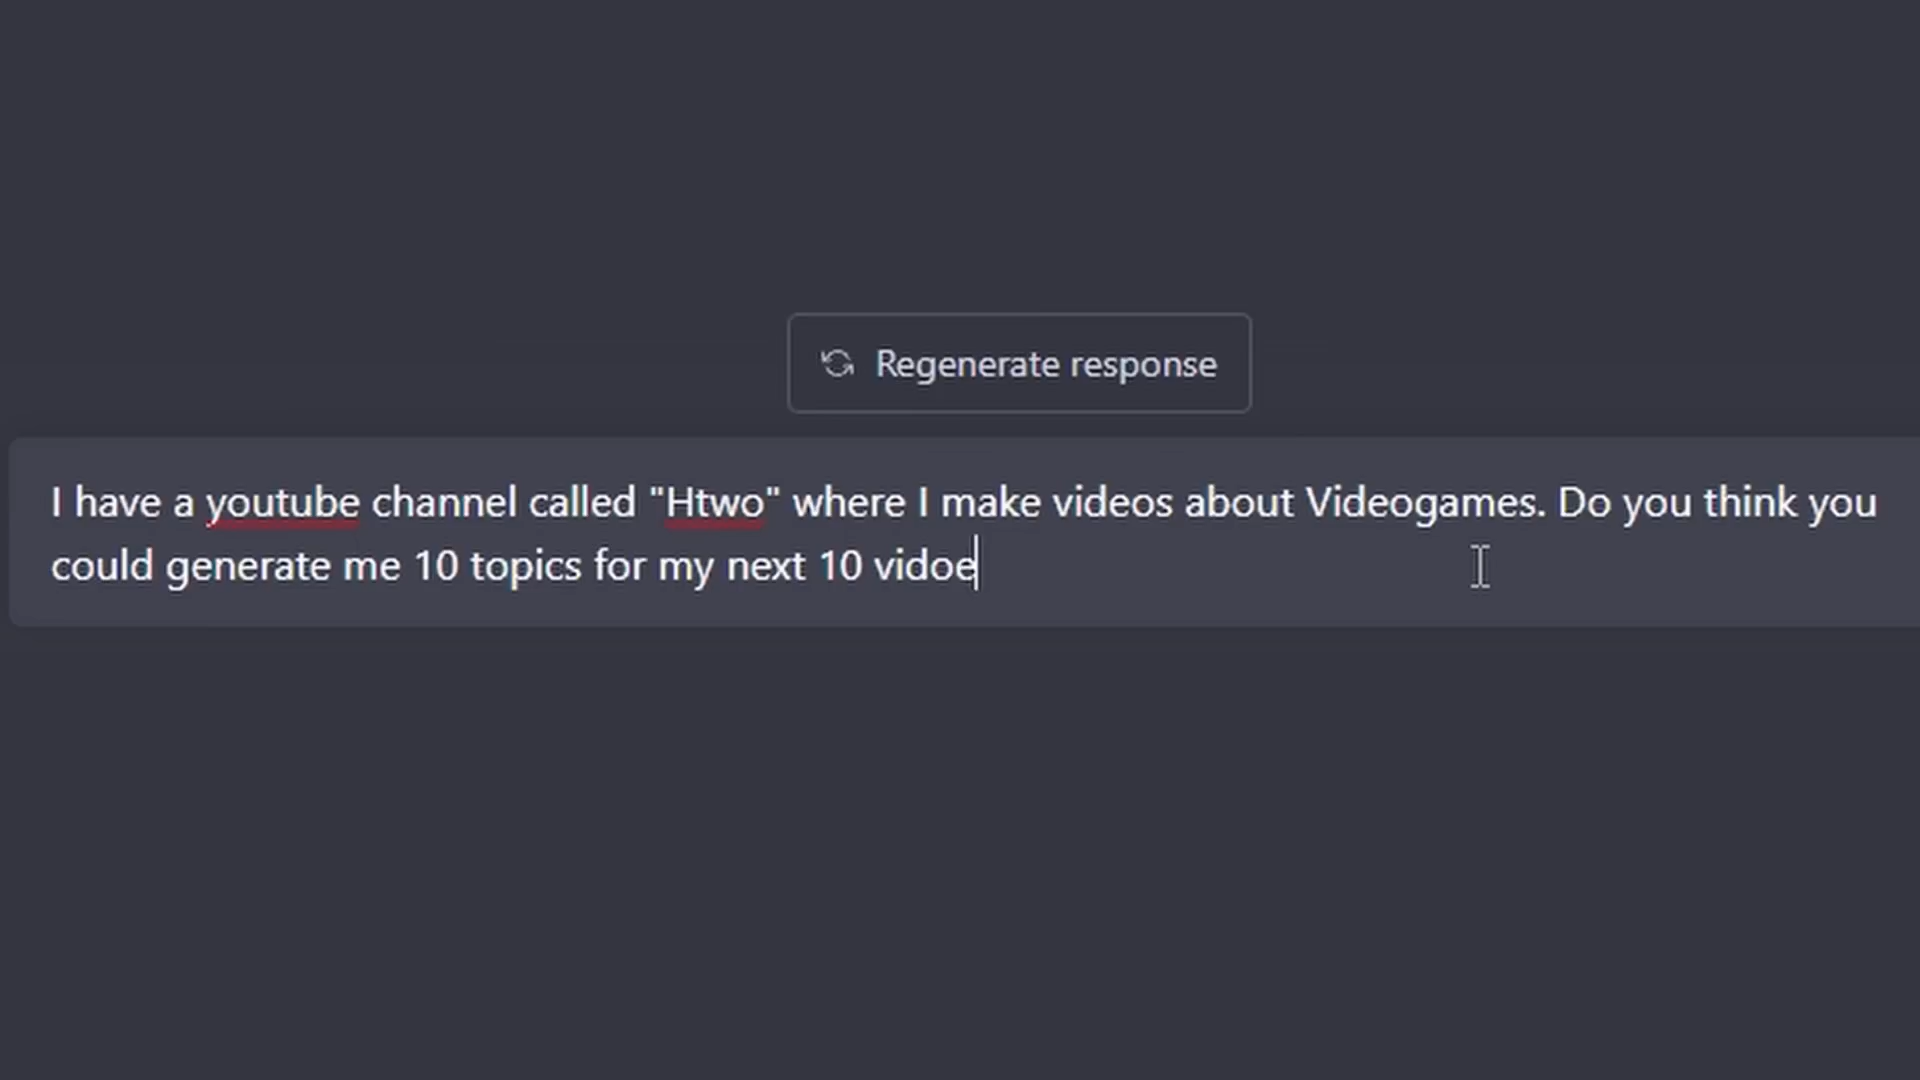 Regenerate response
I have a youtube channel called "Htwo" where I make videos about Videogames. Do you think you
could generate me 10 topics for my next 10 vidoe